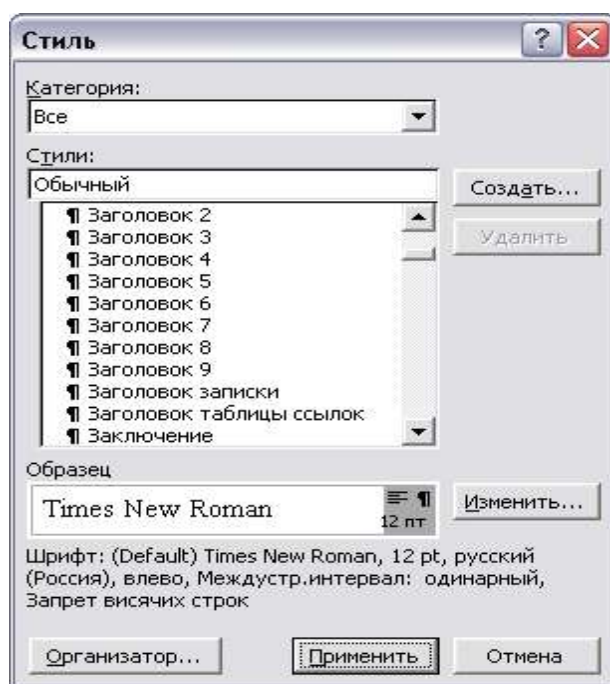 Стиль
Категория:
Все
Стили:
Обычный
Создать...
Удалить
¶ Заголовок 2
¶ Заголовок 3
¶ Заголовок 4
¶ Заголовок 5
¶ Заголовок 6
¶ Заголовок 7
¶ Заголовок 8
¶ Заголовок 9
¶ Заголовок записки
¶ Заголовок таблицы ссылок
¶ Заключение
Образец
Times New Roman
¶
12 пт
Изменить...
Шрифт: (Default) Times New Roman, 12 pt, русский
(Россия), влево, Междустр.интервал: одинарный,
Запрет висячих строк
Организатор...
Применить
Отмена